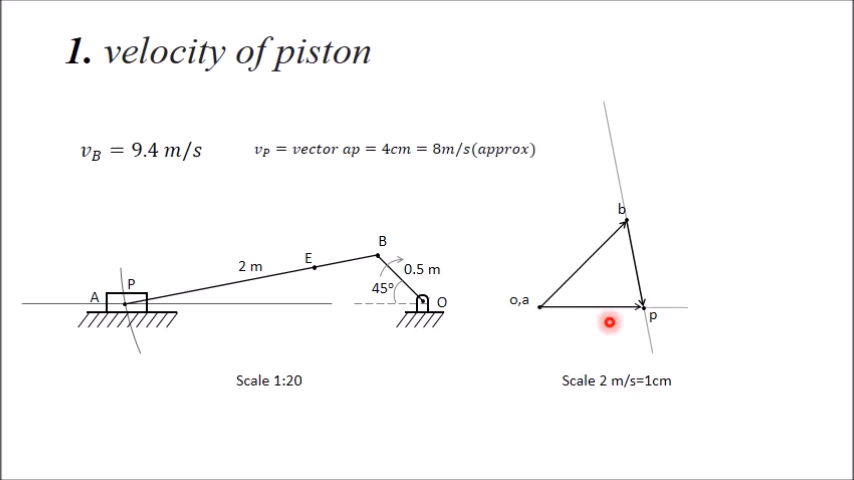 1. velocity of piston
v_B = 9.4 m/s
v_P = vector ap = 4cm = 8m/s(approx)
b
B
E
2 m
0.5 m
P
45º
A
O
o,a
p
Scale 1:20
Scale 2 m/s=1cm